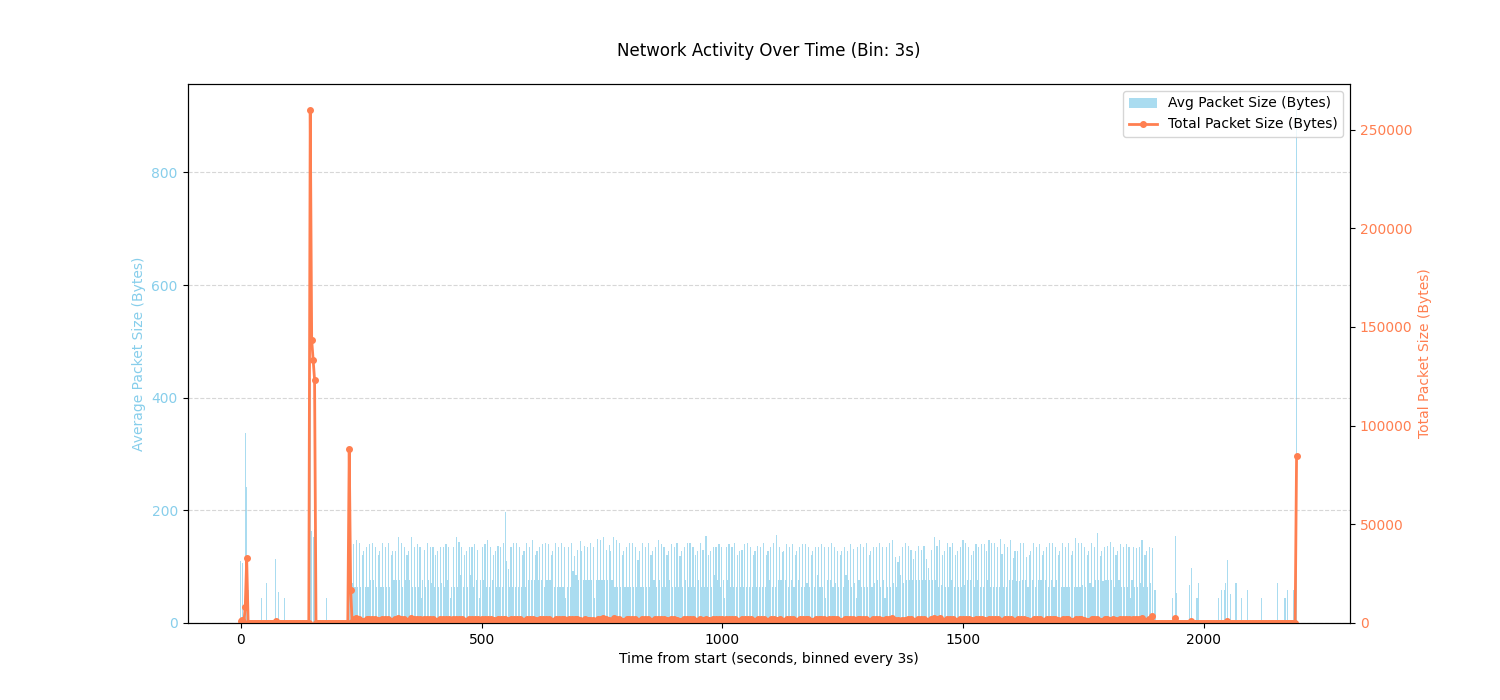 Network Activity Over Time (Bin: 3s)
Avg Packet Size (Bytes)
Total Packet Size (Bytes)
Average Packet Size (Bytes)
800
600
400
200
0
250000
200000
150000
100000
50000
0
Total Packet Size (Bytes)
0
500
1000
1500
2000
Time from start (seconds, binned every 3s)